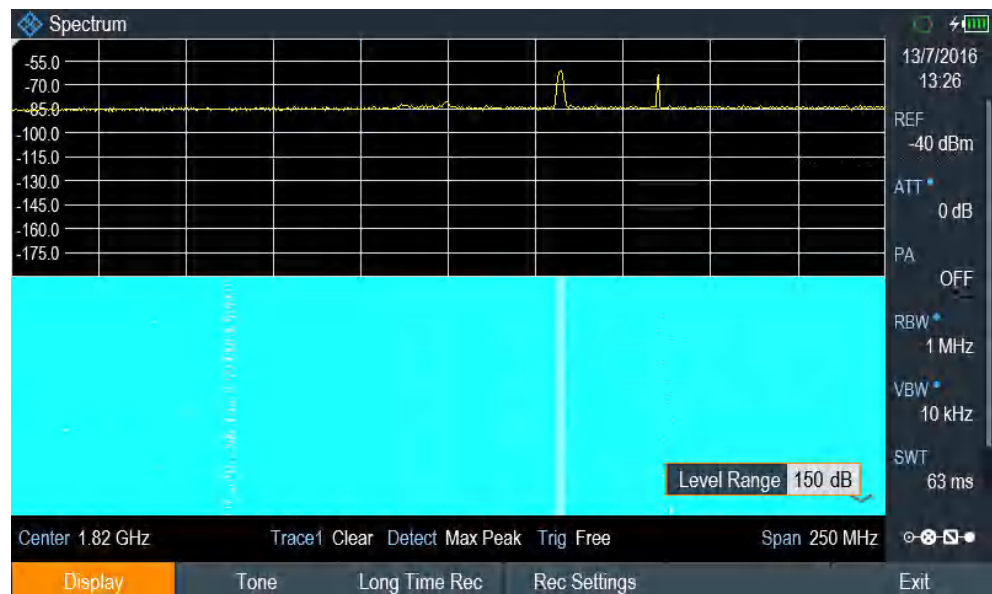 Spectrum
13/7/2016
13:26
-55.0
-70.0
-85.0
-100.0
-115.0
-130.0
-145.0
-160.0
-175.0
REF
-40 dBm
ATT
0 dB
PA
OFF
RBW
1 MHz
VBW
10 kHz
SWT
63 ms
Level Range 150 dB
Center 1.82 GHz Trace1 Clear Detect Max Peak Trig Free Span 250 MHz
Display Tone Long Time Rec Rec Settings Exit